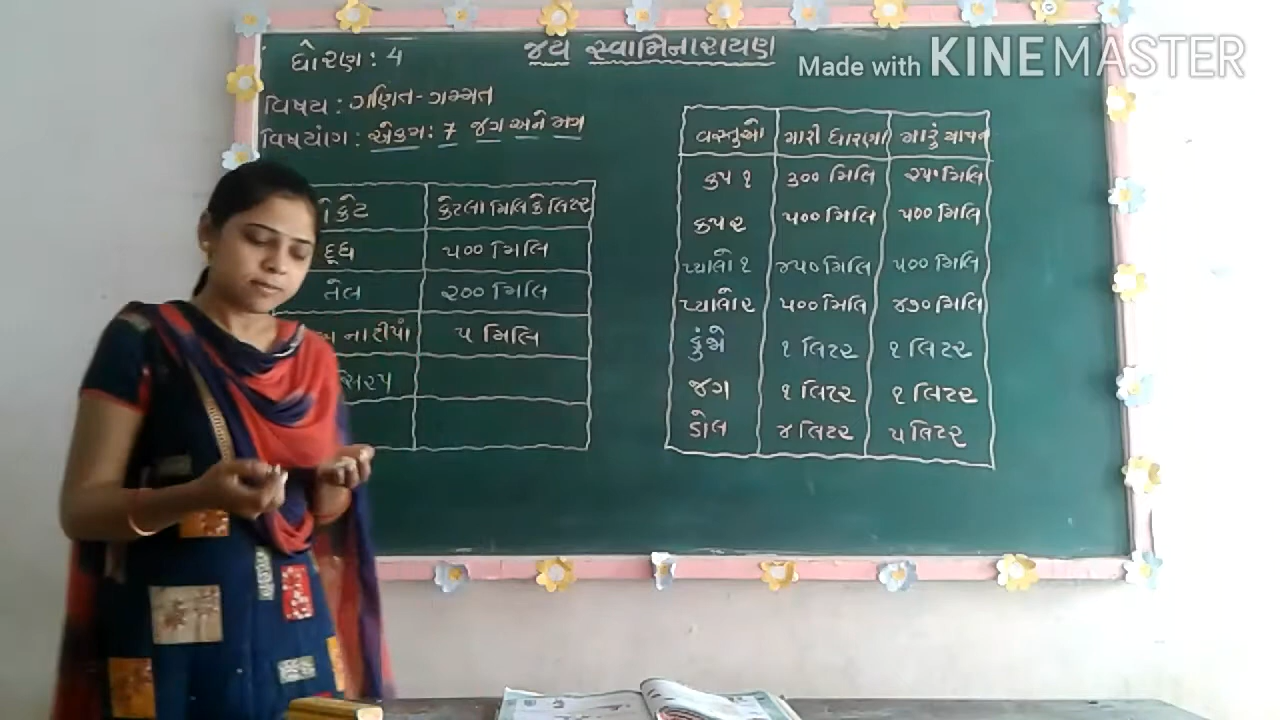 જય સ્વામિનારાયણ
Made with KINEMASTER
ધોરણ : 4
વિષય : ગણિત-ગમ્મત
વિષયાંગ : એકમ: 7 જગ અને મગ
કેટલા મિલિ કે લિટર
દૂધ ૫૦૦ મિલિ
તેલ ૨૦૦ મિલિ
ના ટીપાં ૫ મિલિ
સિરપ
વસ્તુઓ મારી ધારણા મારું માપન
કપ ૧ ૩૦૦ મિલિ ૨૫૦ મિલિ
કપ ૨ ૫૦૦ મિલિ ૫૦૦ મિલિ
પ્યાલો ૧ ૪૫૦ મિલિ ૫૦૦ મિલિ
પ્યાલો ૨ ૫૦૦ મિલિ ૪૭૦ મિલિ
કુંજો ૧ લિટર ૧ લિટર
જગ ૧ લિટર ૧ લિટર
ડોલ ૪ લિટર ૫ લિટર